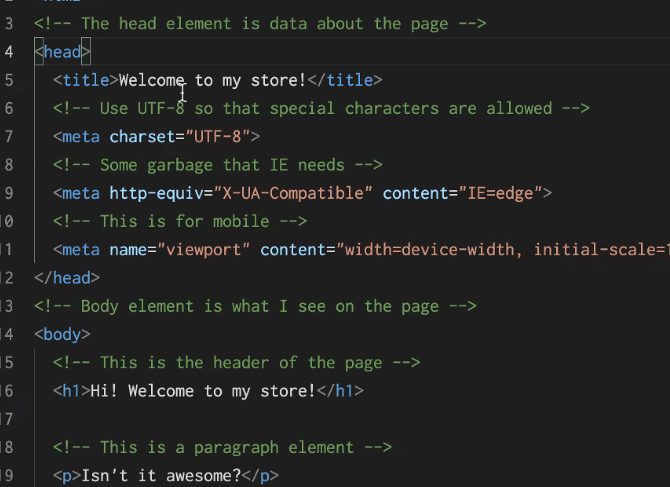 3 <!-- The head element is data about the page -->
4 <head>
5 <title>Welcome to my store!</title>
6 <!-- Use UTF-8 so that special characters are allowed -->
7 <meta charset="UTF-8">
8 <!-- Some garbage that IE needs -->
9 <meta http-equiv="X-UA-Compatible" content="IE=edge">
10 <!-- This is for mobile -->
11 <meta name="viewport" content="width=device-width, initial-scale=1
12 </head>
13 <!-- Body element is what I see on the page -->
14 <body>
15 <!-- This is the header of the page -->
16 <h1>Hi! Welcome to my store!</h1>
17
18 <!-- This is a paragraph element -->
19 <p>Isn't it awesome?</p>